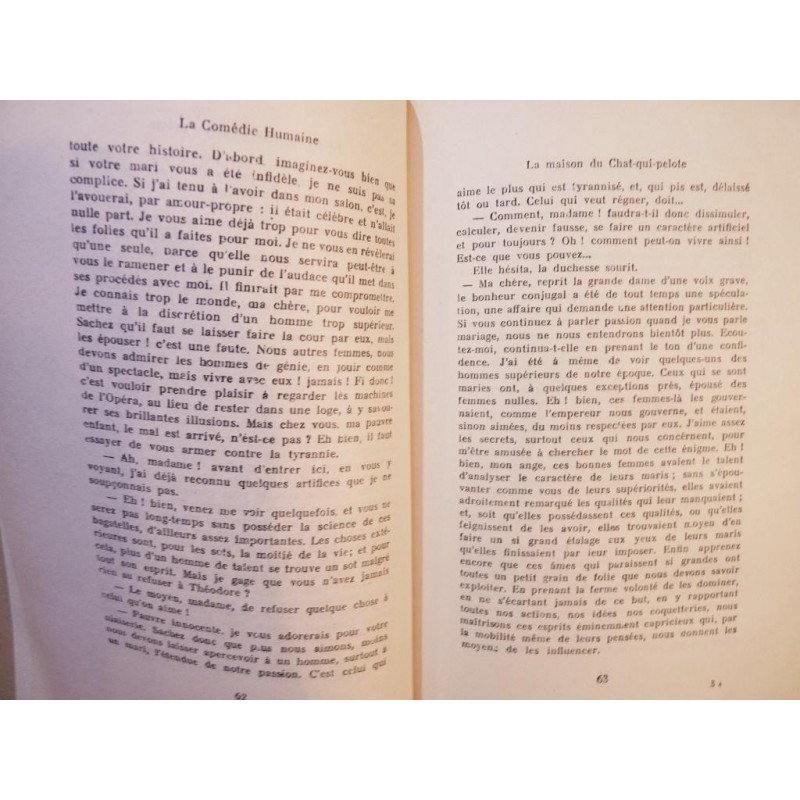 La Comédie Humaine
toute votre histoire. D'abord, imaginez-vous bien que
si votre mari vous a été infidèle, je ne suis pas sa
complice. Si j'ai tenu à l'avoir dans mon salon, c'est, je
l'avouerai, par amour-propre : il était célèbre et n'allait
nulle part. Je vous aime déjà trop pour vous dire toutes
les folies qu'il a faites pour moi. Je ne vous en révèlerai
qu'une seule, parce qu'elle nous servira peut-être à
vous le ramener et à le punir de l'audace qu'il met dans
ses procédés avec moi. Il finirait par me compromettre.
Je connais trop le monde, ma chère, pour vouloir me
mettre à la discrétion d'un homme trop supérieur.
Sachez qu'il faut se laisser faire la cour par eux, mais
les épouser ! c'est une faute. Nous autres femmes, nous
devons admirer les hommes de génie, en jouir comme
d'un spectacle, mais vivre avec eux ! jamais ! Fi donc !
c'est vouloir prendre plaisir à regarder les machines
de l'Opéra, au lieu de rester dans une loge, à y savou-
rer ses brillantes illusions. Mais chez vous, ma pauvre
enfant, le mal est arrivé, n'est-ce pas ? Eh bien, il faut
essayer de vous armer contre la tyrannie.
— Ah, madame ! avant d'entrer ici, en vous y
voyant, j'ai déjà reconnu quelques artifices que je ne
soupçonnais pas.
— Eh ! bien, venez me voir quelquefois, et vous ne
serez pas long-temps sans posséder la science de ces
bagatelles, d'ailleurs assez importantes. Les choses exté-
rieures sont, pour les sots, la moitié de la vie; et pour
cela, plus d'un homme de talent se trouve un sot malgré
tout son esprit. Mais je gage que vous n'avez jamais
rien su refuser à Théodore ?
— Le moyen, madame, de refuser quelque chose à
celui qu'on aime !
— Pauvre innocente, je vous adorerais pour votre
niaiserie. Sachez donc que plus nous aimons, moins
nous devons laisser apercevoir à un homme, surtout à
un mari, l'étendue de notre passion. C'est celui qui
62
La maison du Chat-qui-pelote
aime le plus qui est tyrannisé, et, qui pis est, délaissé
tôt ou tard. Celui qui veut régner, doit...
— Comment, madame ! faudra-t-il donc dissimuler,
calculer, devenir fausse, se faire un caractère artificiel
et pour toujours ? Oh ! comment peut-on vivre ainsi !
Est-ce que vous pouvez...
Elle hésita, la duchesse sourit.
— Ma chère, reprit la grande dame d'une voix grave,
le bonheur conjugal a été de tout temps une spécula-
tion, une affaire qui demande une attention particulière.
Si vous continuez à parler passion quand je vous parle
mariage, nous ne nous entendrons bientôt plus. Ecou-
tez-moi, continua-t-elle en prenant le ton d'une confi-
dence. J'ai été à même de voir quelques-uns des
hommes supérieurs de notre époque. Ceux qui se sont
mariés ont, à quelques exceptions près, épousé des
femmes nulles. Eh ! bien, ces femmes-là les gouver-
naient, comme l'empereur nous gouverne, et étaient,
sinon aimées, du moins respectées par eux. J'aime assez
les secrets, surtout ceux qui nous concernent, pour
m'être amusée à chercher le mot de cette énigme. Eh !
bien, mon ange, ces bonnes femmes avaient le talent
d'analyser le caractère de leurs maris ; sans s'épou-
vanter comme vous de leurs supériorités, elles avaient
adroitement remarqué les qualités qui leur manquaient ;
et, soit qu'elles possédassent ces qualités, ou qu'elles
feignissent de les avoir, elles trouvaient moyen d'en
faire un si grand étalage aux yeux de leurs maris
qu'elles finissaient par leur imposer. Enfin apprenez
encore que ces âmes qui paraissent si grandes ont
toutes un petit grain de folie que nous devons savoir
exploiter. En prenant la ferme volonté de les dominer,
en ne s'écartant jamais de ce but, en y rapportant
toutes nos actions, nos idées nos coquetteries, nous
maîtrisons ces esprits éminemment capricieux qui, par
la mobilité même de leurs pensées, nous donnent les
moyens de les influencer.
63